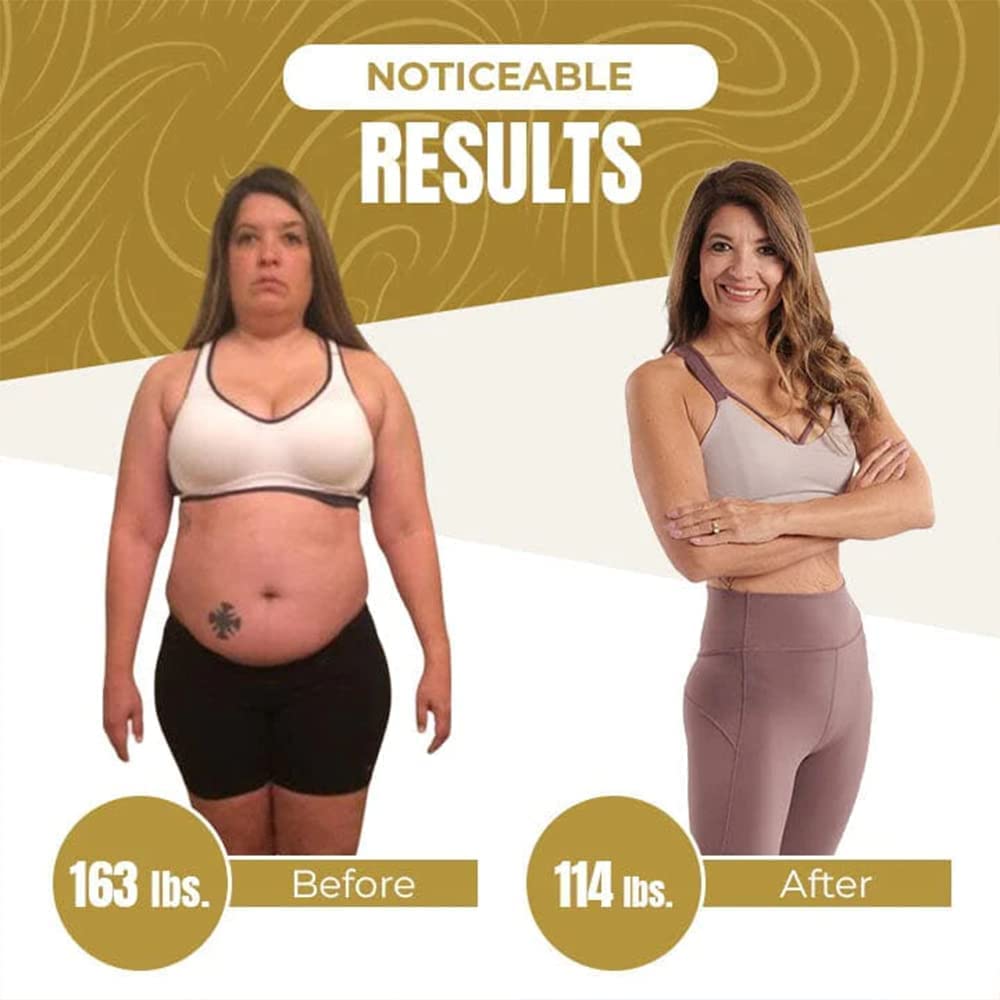 NOTICEABLE
RESULTS
163 lbs.
Before
114 lbs.
After